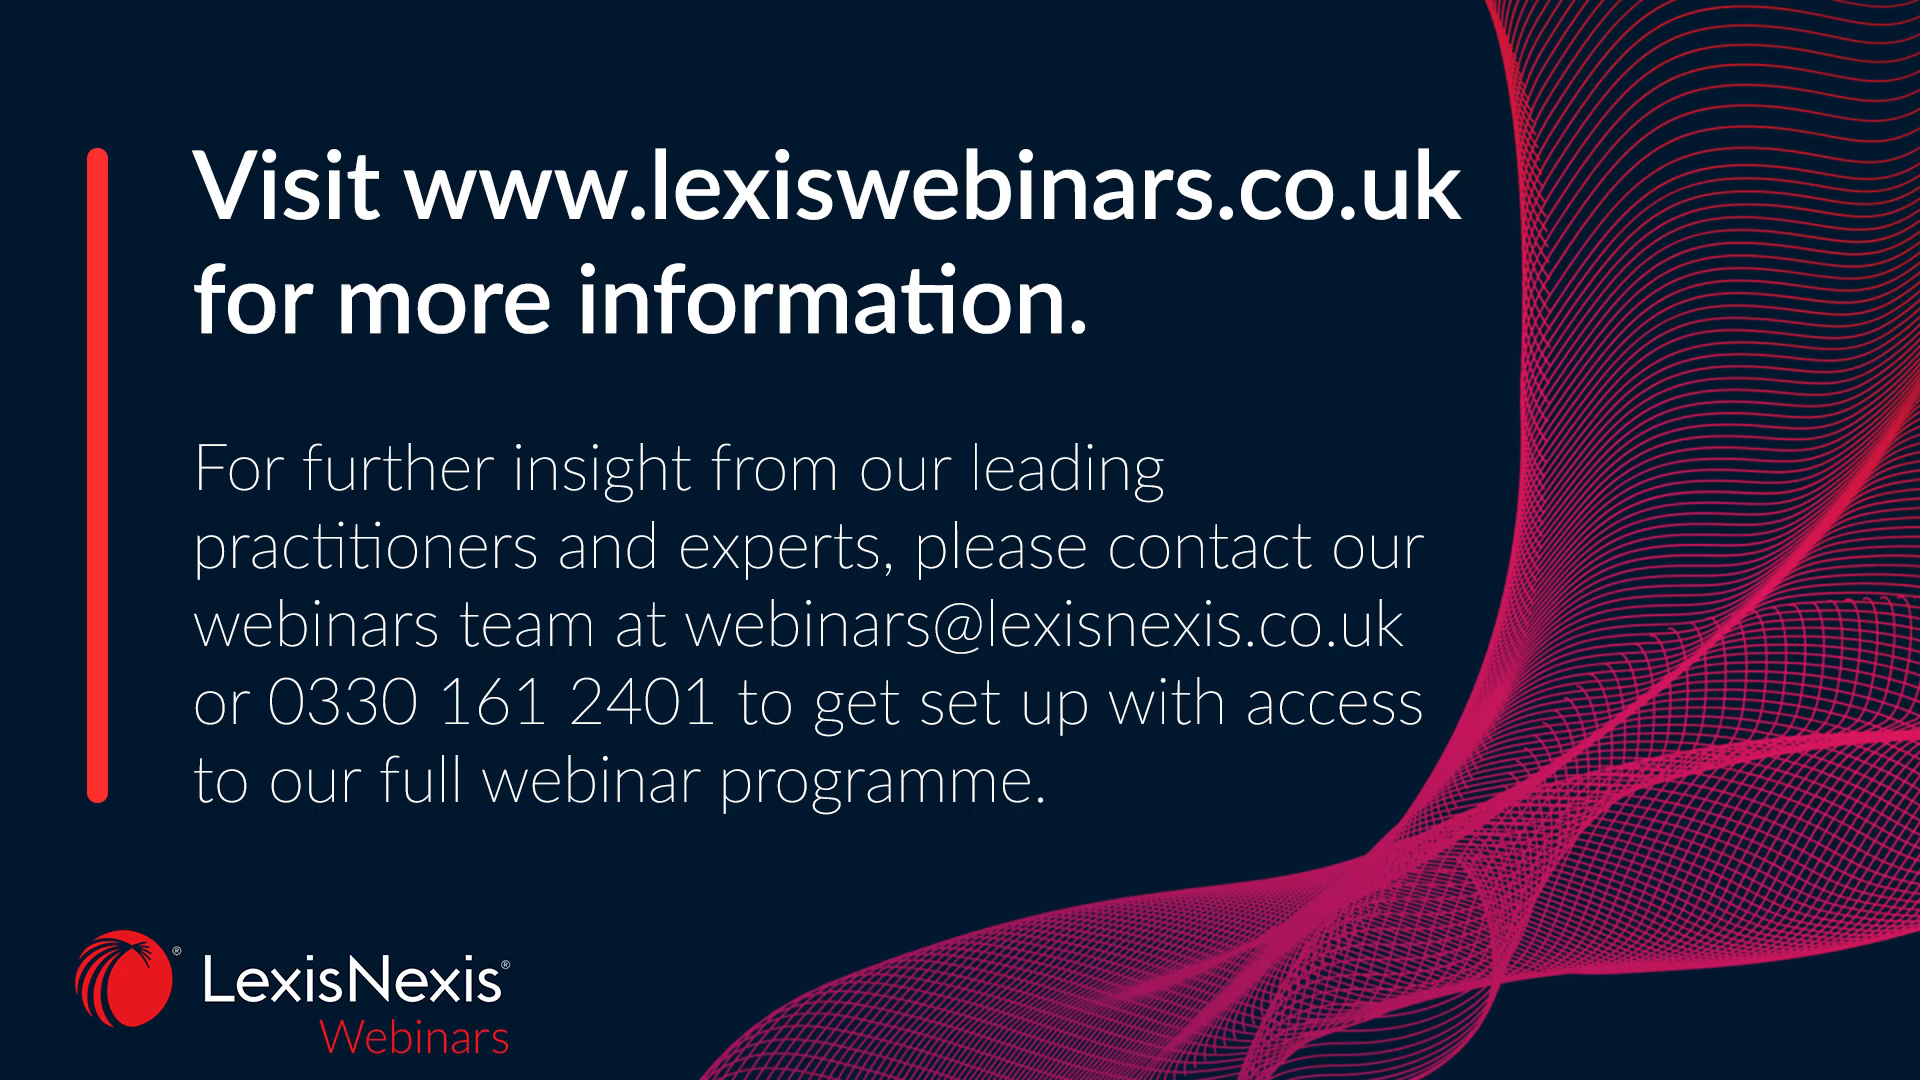 Visit www.lexiswebinars.co.uk
for more information.
For further insight from our leading
practitioners and experts, please contact our
webinars team at webinars@lexisnexis.co.uk
or 0330 161 2401 to get set up with access
to our full webinar programme.
® LexisNexis®
Webinars